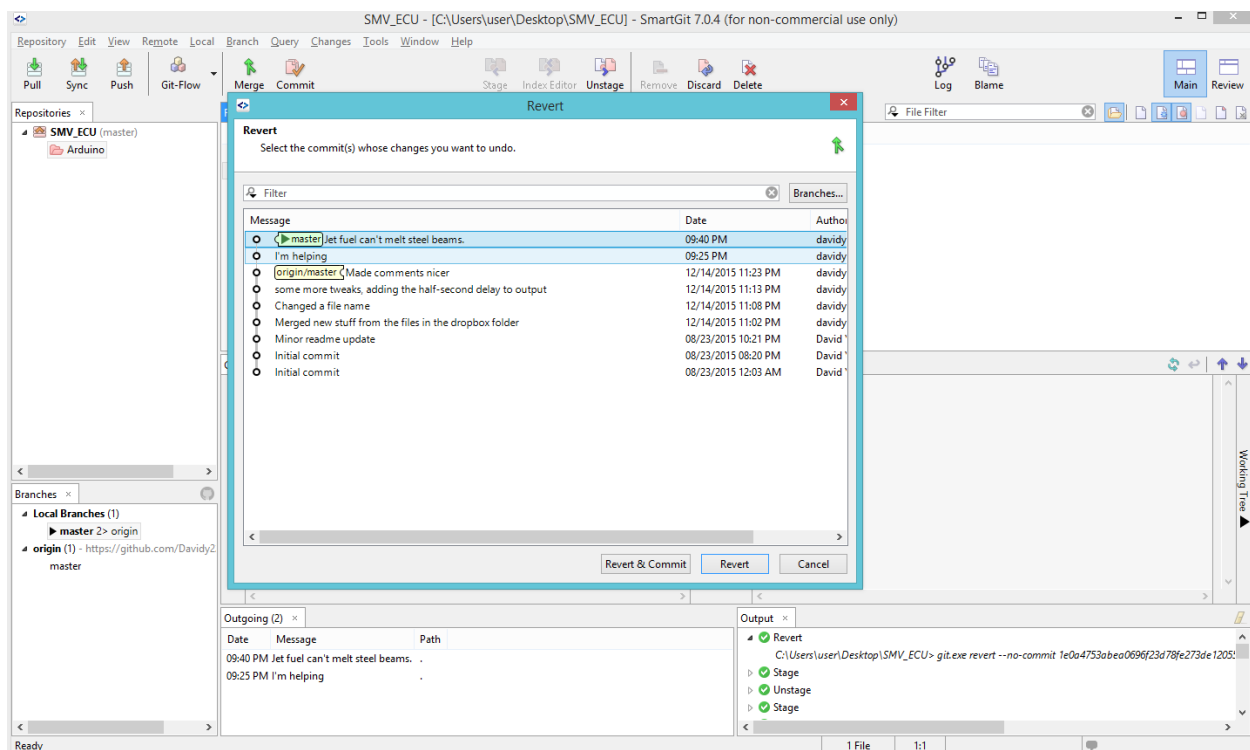 SMV_ECU - [C:\Users\user\Desktop\SMV_ECU] - SmartGit 7.0.4 (for non-commercial use only)
Repository Edit View Remote Local Branch Query Changes Tools Window Help
Pull Sync Push Git-Flow Merge Commit Stage Index Editor Unstage Remove Discard Delete Log Blame Main Review
Repositories
File Filter
SMV_ECU (master)
Arduino
Revert
Revert
Select the commit(s) whose changes you want to undo.
Filter Branches...
Message Date Author
master Jet fuel can't melt steel beams. 09:40 PM davidy
I'm helping 09:25 PM davidy
origin/master Made comments nicer 12/14/2015 11:23 PM davidy
some more tweaks, adding the half-second delay to output 12/14/2015 11:13 PM davidy
Changed a file name 12/14/2015 11:08 PM davidy
Merged new stuff from the files in the dropbox folder 12/14/2015 11:02 PM davidy
Minor readme update 08/23/2015 10:21 PM David
Initial commit 08/23/2015 08:20 PM David
Initial commit 08/23/2015 12:03 AM David
Revert & Commit Revert Cancel
Working Tree
Branches
Local Branches (1)
master 2> origin
origin (1) - https://github.com/Davidy2
master
Outgoing (2)
Date Message Path
09:40 PM Jet fuel can't melt steel beams. .
09:25 PM I'm helping .
Output
Revert
C:\Users\user\Desktop\SMV_ECU> git.exe revert --no-commit 1e0a4753abea0696f23d78fe273de1205
Stage
Unstage
Stage
Ready 1 File 1:1